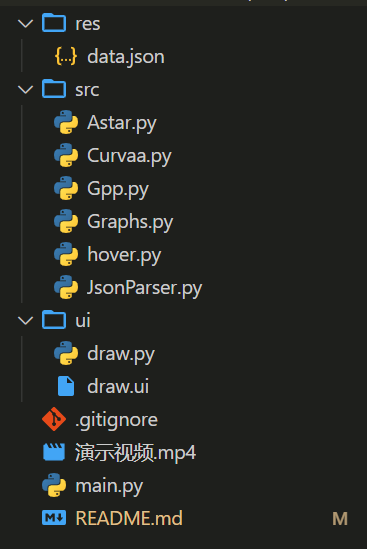 res
data.json
src
Astar.py
Curvaa.py
Gpp.py
Graphs.py
hover.py
JsonParser.py
ui
draw.py
draw.ui
.gitignore
演示视频.mp4
main.py
README.md M